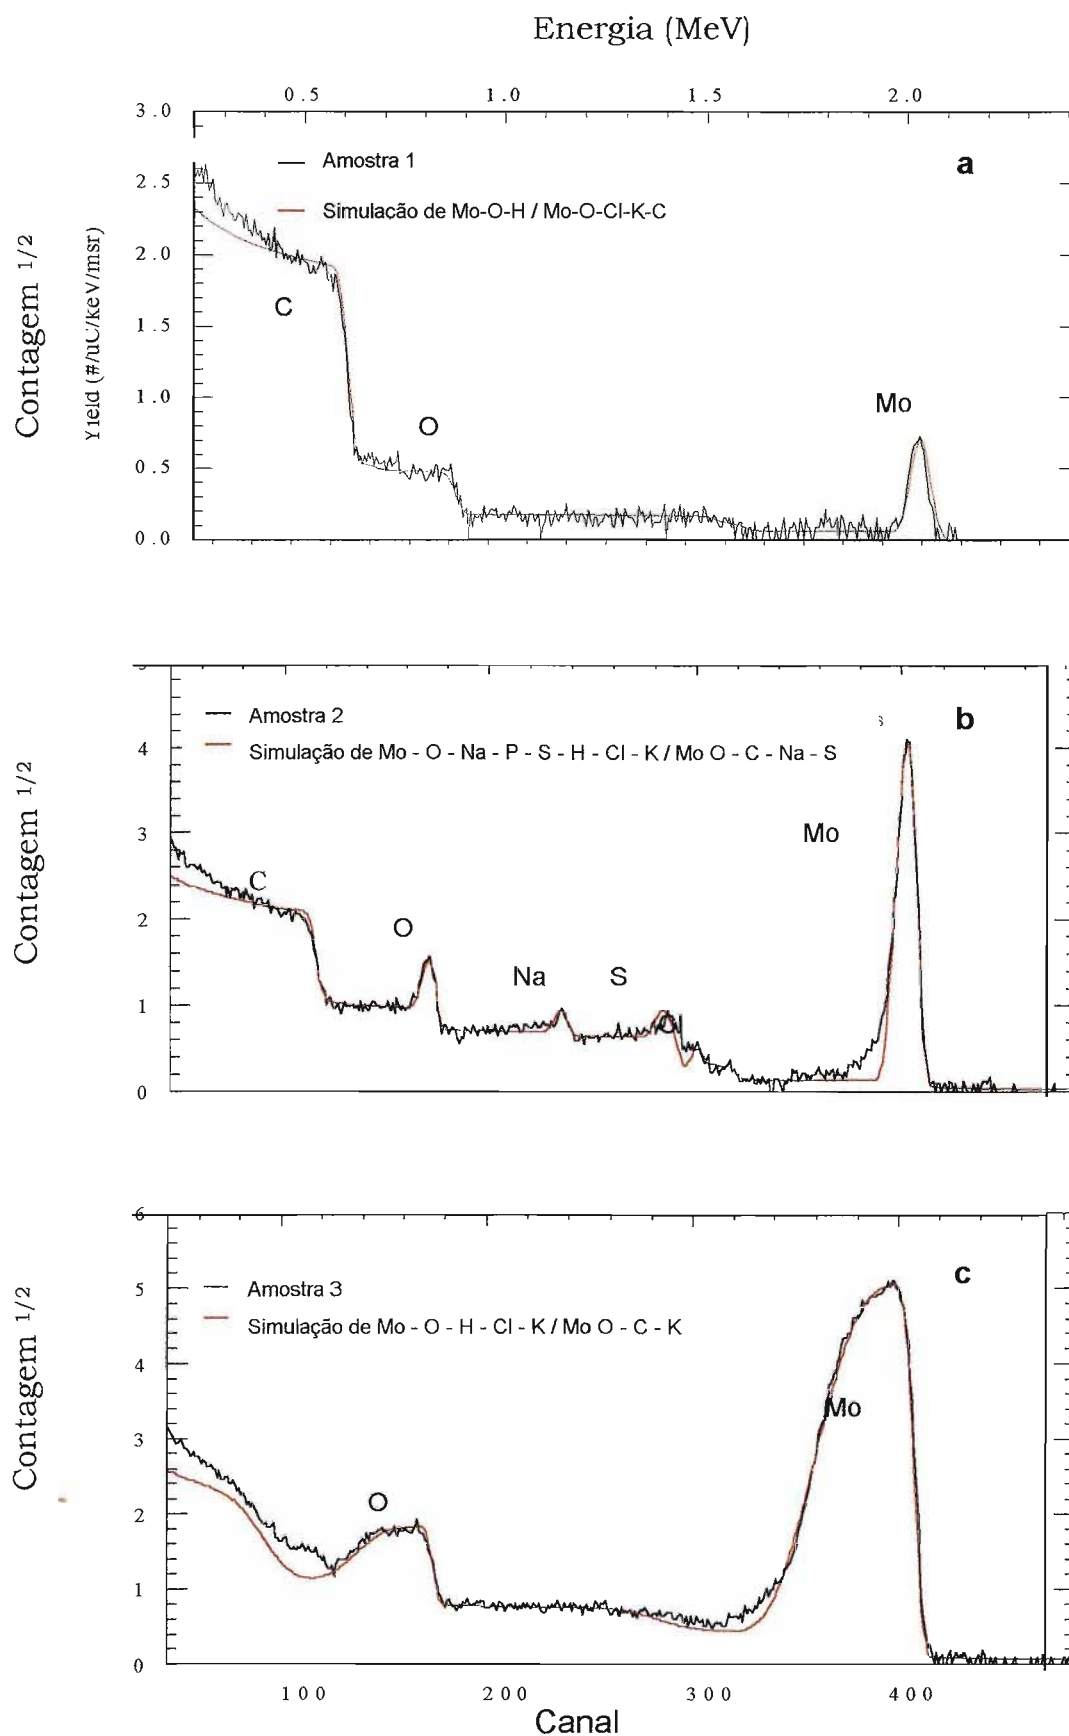 Energia (MeV)
0.5 1.0 1.5 2.0
3.0
2.5
2.0
1.5
1.0
0.5
0.0
Contagem 1/2
Yield (#/uC/keV/msr)
Amostra 1
Simulação de Mo-O-H / Mo-O-Cl-K-C
a
C
O
Mo
5
4
3
2
1
0
Contagem 1/2
Amostra 2
Simulação de Mo - O - Na - P - S - H - Cl - K / Mo O - C - Na - S
b
C
O
Na
S
Mo
6
5
4
3
2
1
0
Contagem 1/2
Amostra 3
Simulação de Mo - O - H - Cl - K / Mo O - C - K
c
O
Mo
100 200 300 400
Canal